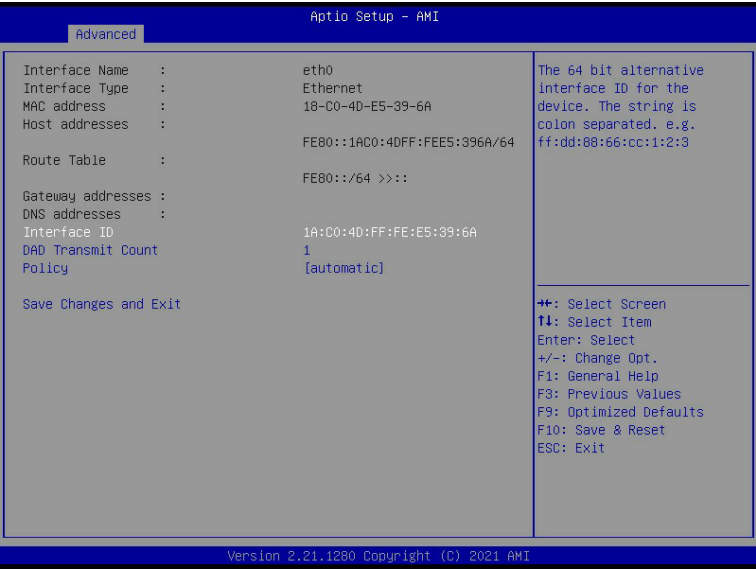 Aptio Setup – AMI
Advanced
Interface Name : eth0
Interface Type : Ethernet
MAC address : 18-C0-4D-E5-39-6A
Host addresses :
FE80::1AC0:4DFF:FEE5:396A/64
Route Table :
FE80::/64 >>::
Gateway addresses :
DNS addresses :
Interface ID 1A:C0:4D:FF:FE:E5:39:6A
DAD Transmit Count 1
Policy [automatic]
Save Changes and Exit
The 64 bit alternative
interface ID for the
device. The string is
colon separated. e.g.
ff:dd:88:66:cc:1:2:3
→←: Select Screen
↑↓: Select Item
Enter: Select
+/-: Change Opt.
F1: General Help
F3: Previous Values
F9: Optimized Defaults
F10: Save & Reset
ESC: Exit
Version 2.21.1280 Copyright (C) 2021 AMI